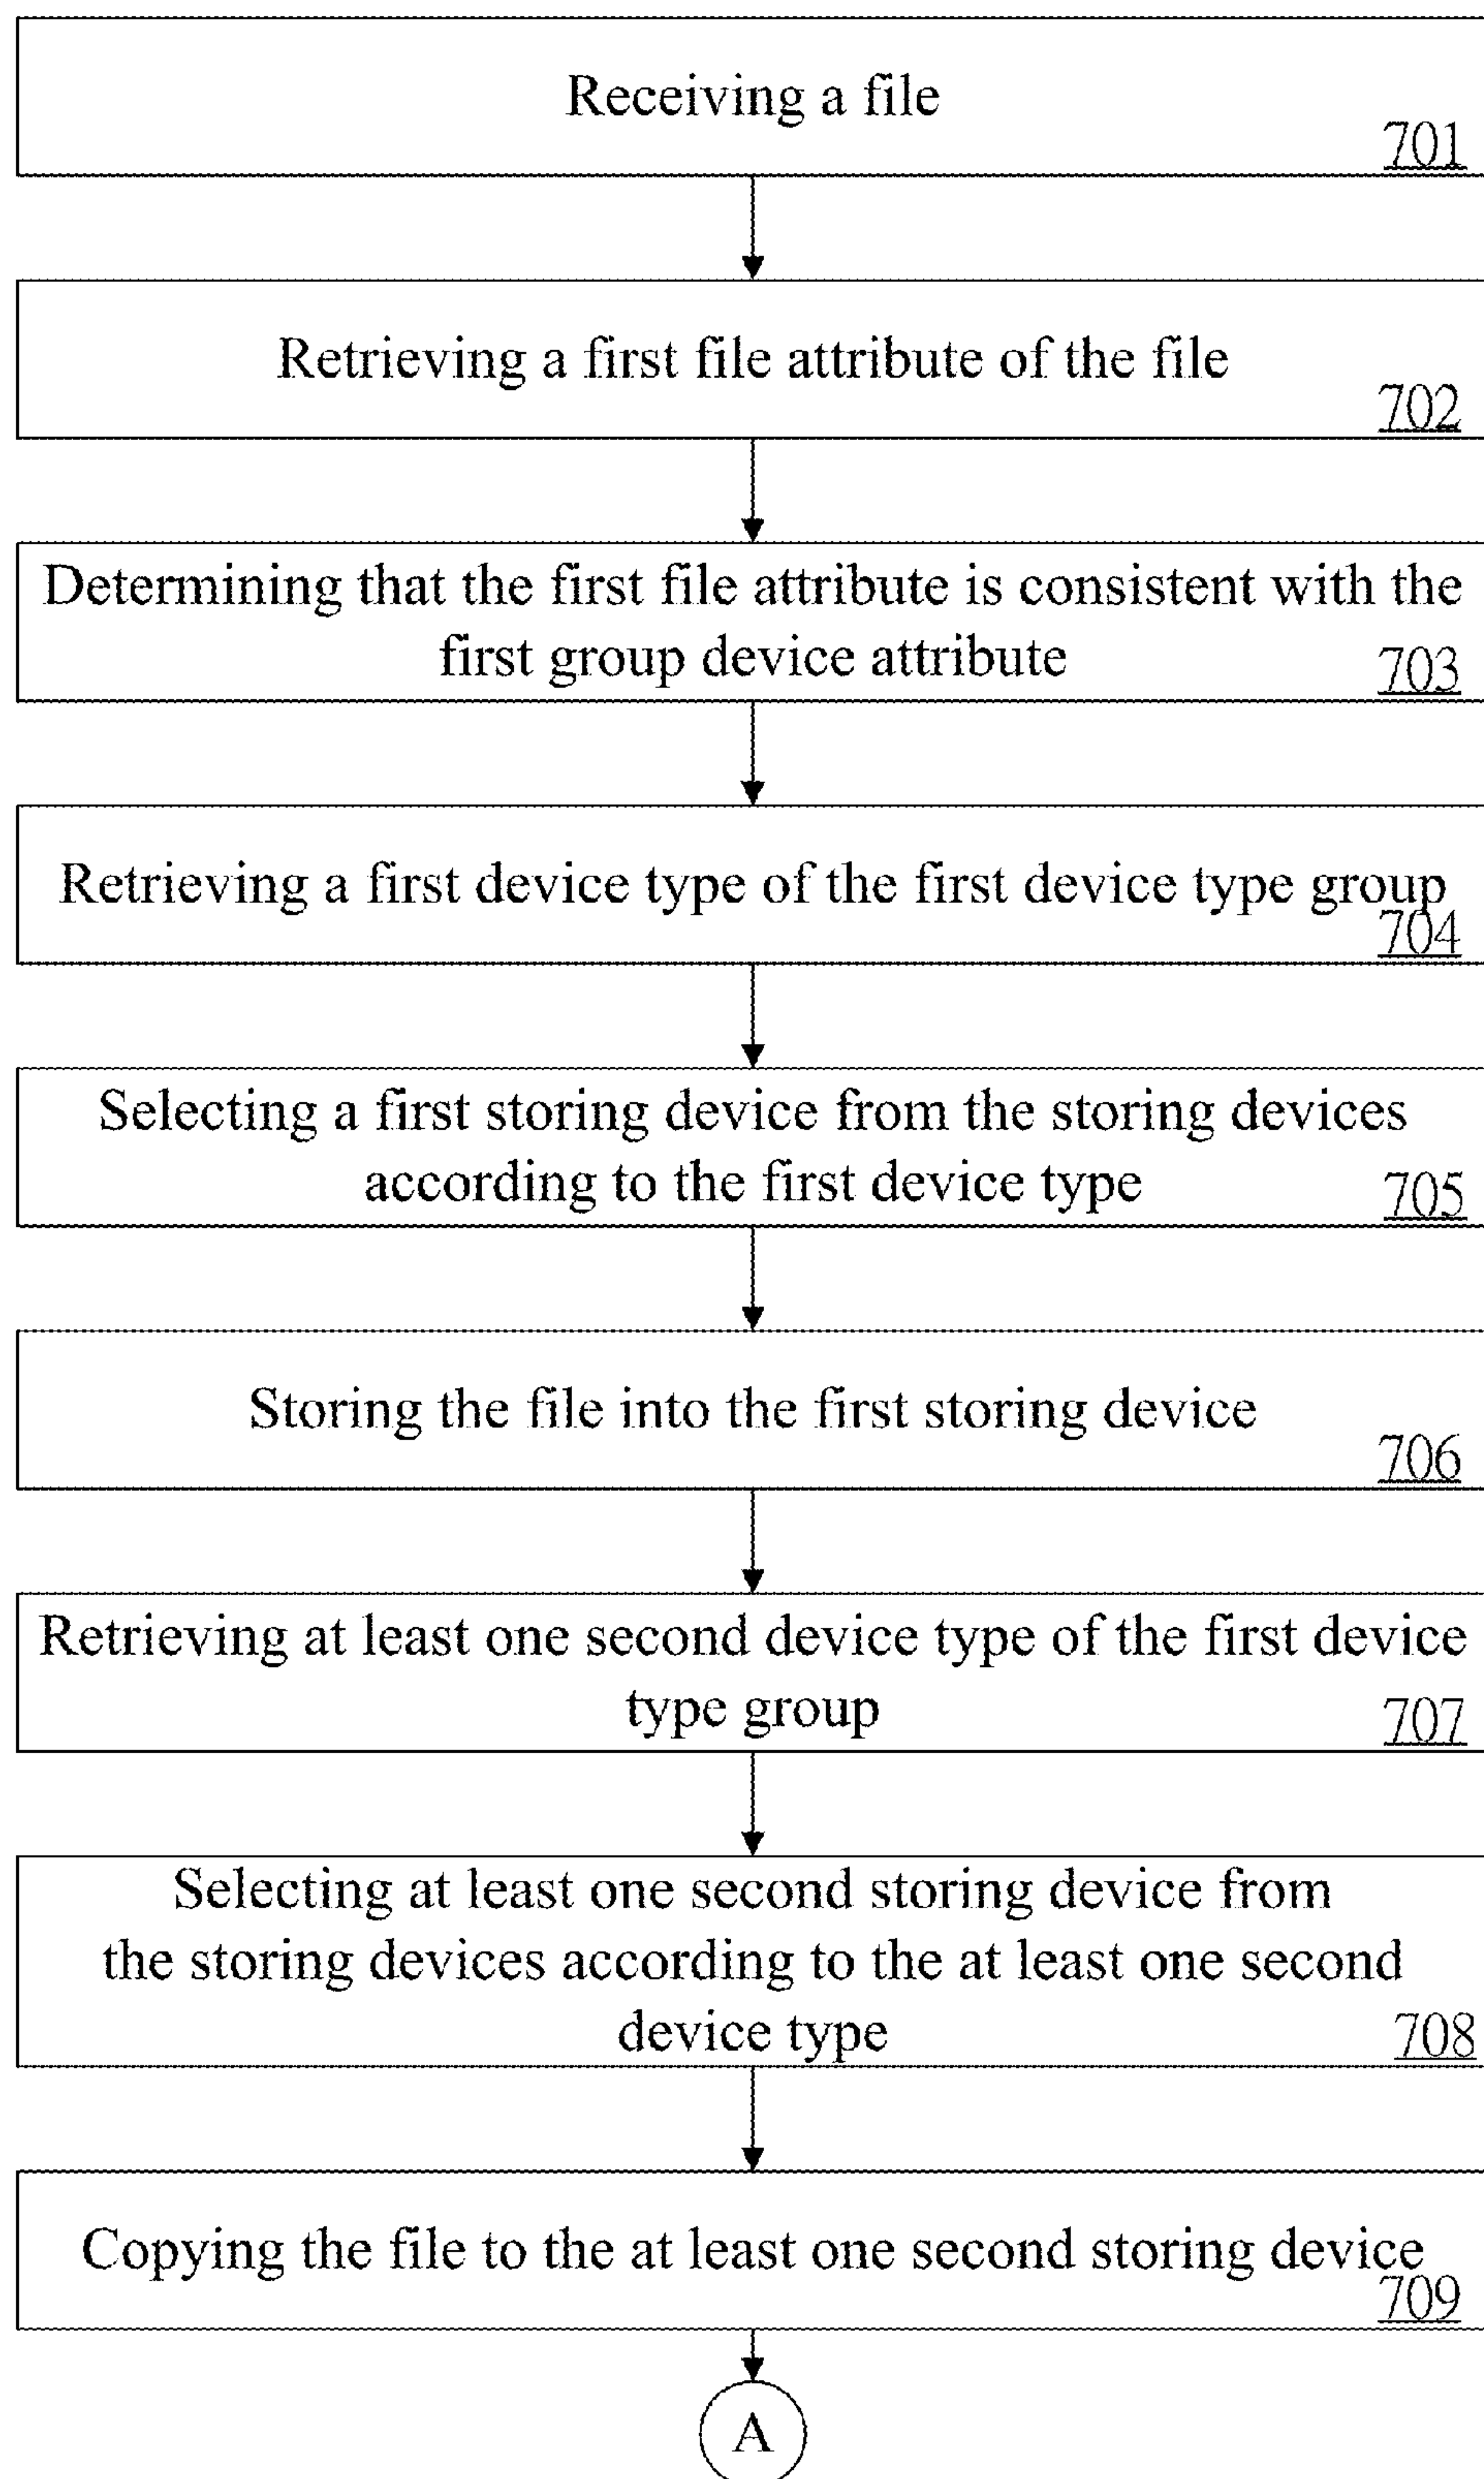 Receiving a file
701
Retrieving a first file attribute of the file
702
Determining that the first file attribute is consistent with the
first group device attribute
703
Retrieving a first device type of the first device type group
704
Selecting a first storing device from the storing devices
according to the first device type
705
Storing the file into the first storing device
706
Retrieving at least one second device type of the first device
type group
707
Selecting at least one second storing device from
the storing devices according to the at least one second
device type
708
Copying the file to the at least one second storing device
709
A